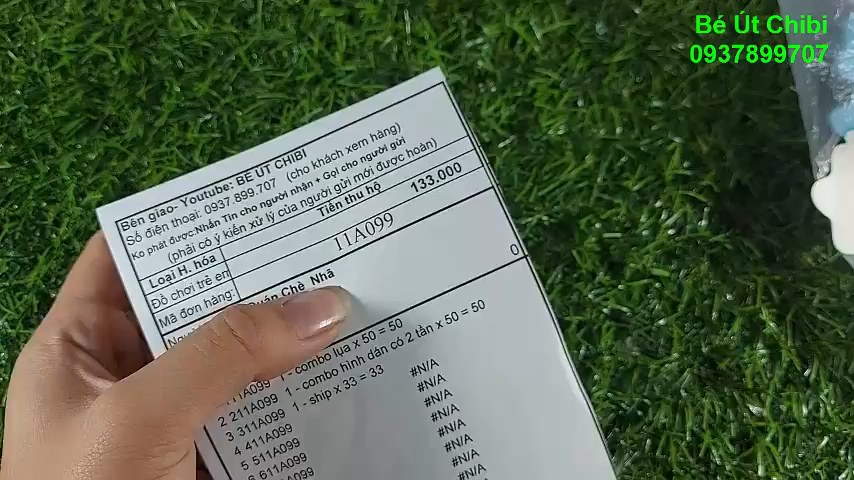 Bé Út Chibi
0937899707
Bên giao- Youtube: BÉ ÚT CHIBI
Số điện thoại: 0937.899.707 (cho khách xem hàng)
Ko phát được:Nhắn Tin cho người nhận + Gọi cho người gửi
(phải có ý kiến xử lý của người gửi mới được hoàn)
Loại H. hóa
Tiền thu hộ
133.000
Đồ chơi trẻ en
Mã đơn hàng:
11A099
0
Quán Chè Nhã
1 - combo lụa x 50 = 50
2 211A099 1 - combo hình dán có 2 tần x 50 = 50
3 311A099 1 - ship x 33 = 33
4 411A099 #N/A
5 511A099 #N/A
6 611A099 #N/A
#N/A
#N/A
#N/A
#N/A
#N/A